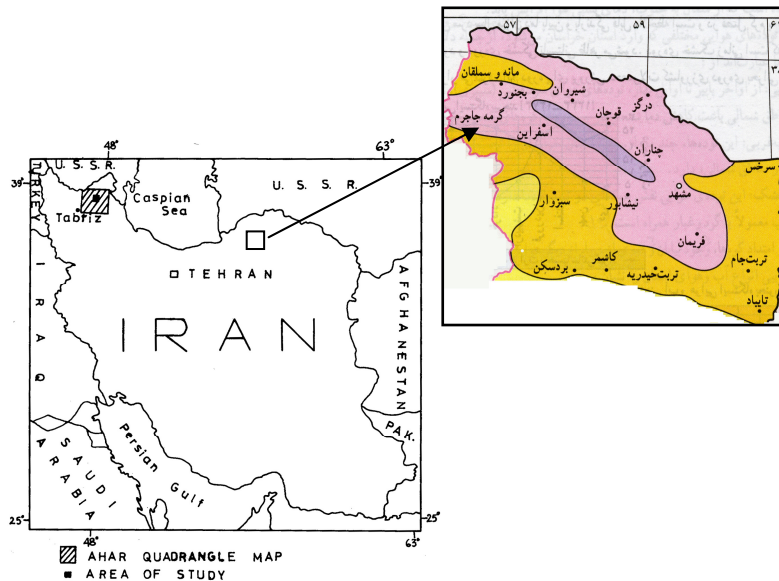 48°
63°
39°
39°
U. S. S. R.
U. S. S. R.
TURKEY
Caspian
Sea
Tabriz
TEHRAN
IRAN
IRAQ
AFGHANESTAN
PAK.
SAUDI
ARABIA
Persian Gulf
25°
25°
48°
63°
AHAR QUADRANGLE MAP
AREA OF STUDY
۵۷
۵۹
مانه و سملقان
بجنورد
شیروان
درگز
قوچان
گرمه جاجرم
اسفراین
چناران
سرخس
مشهد
سبزوار
نیشابور
فریمان
تربت‌جام
کاشمر
بردسکن
تربت‌حیدریه
تایباد